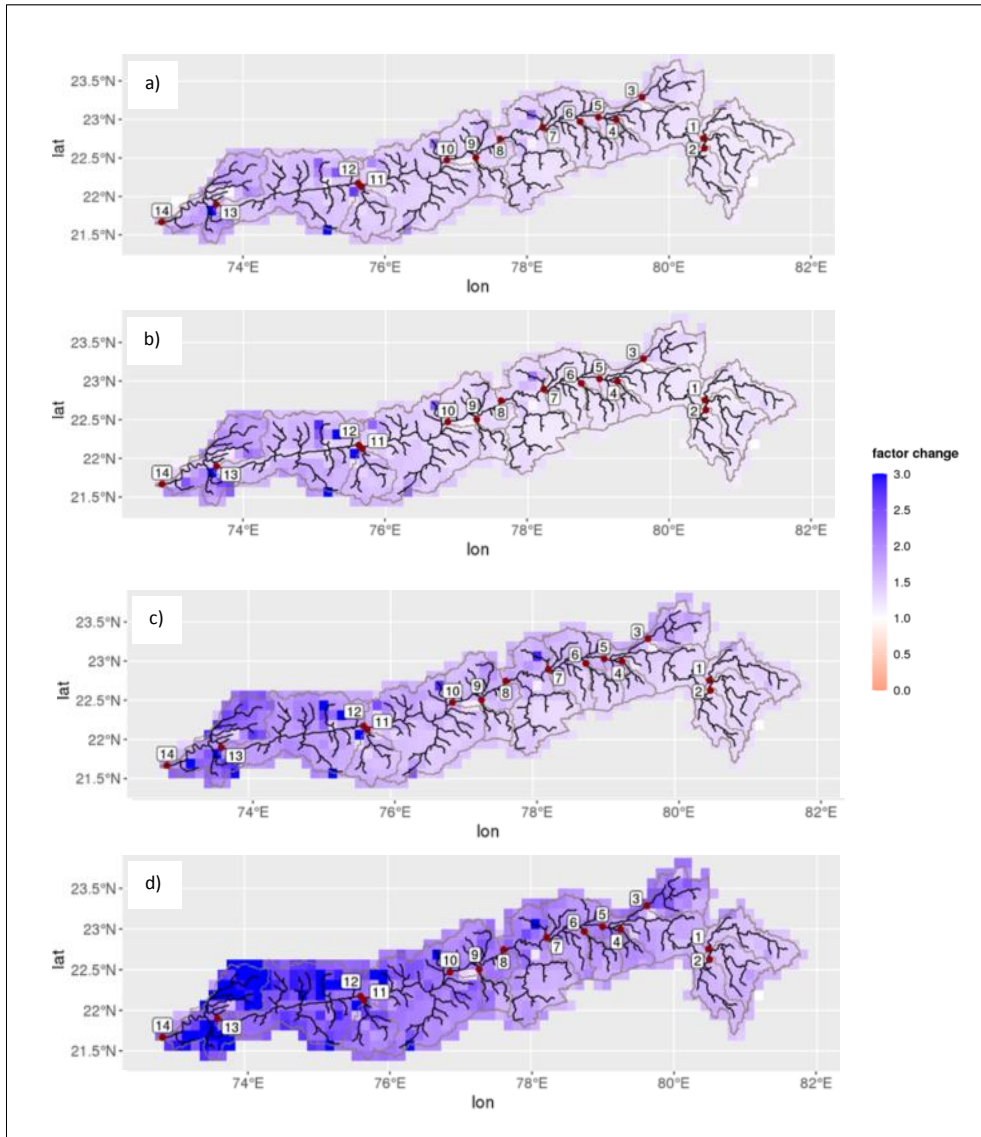 a)
23.5°N
23°N
22.5°N
22°N
21.5°N
lat
3
5
6
4
1
2
7
8
9
10
12
11
13
14
74°E 76°E 78°E 80°E 82°E
lon
b)
23.5°N
23°N
22.5°N
22°N
21.5°N
lat
3
5
6
4
1
2
7
8
9
10
12
11
13
14
74°E 76°E 78°E 80°E 82°E
lon
factor change
3.0
2.5
2.0
1.5
1.0
0.5
0.0
c)
23.5°N
23°N
22.5°N
22°N
21.5°N
lat
3
5
6
4
1
2
7
8
9
10
12
11
13
14
74°E 76°E 78°E 80°E 82°E
lon
d)
23.5°N
23°N
22.5°N
22°N
21.5°N
lat
3
5
6
4
1
2
7
8
9
10
12
11
13
14
74°E 76°E 78°E 80°E 82°E
lon